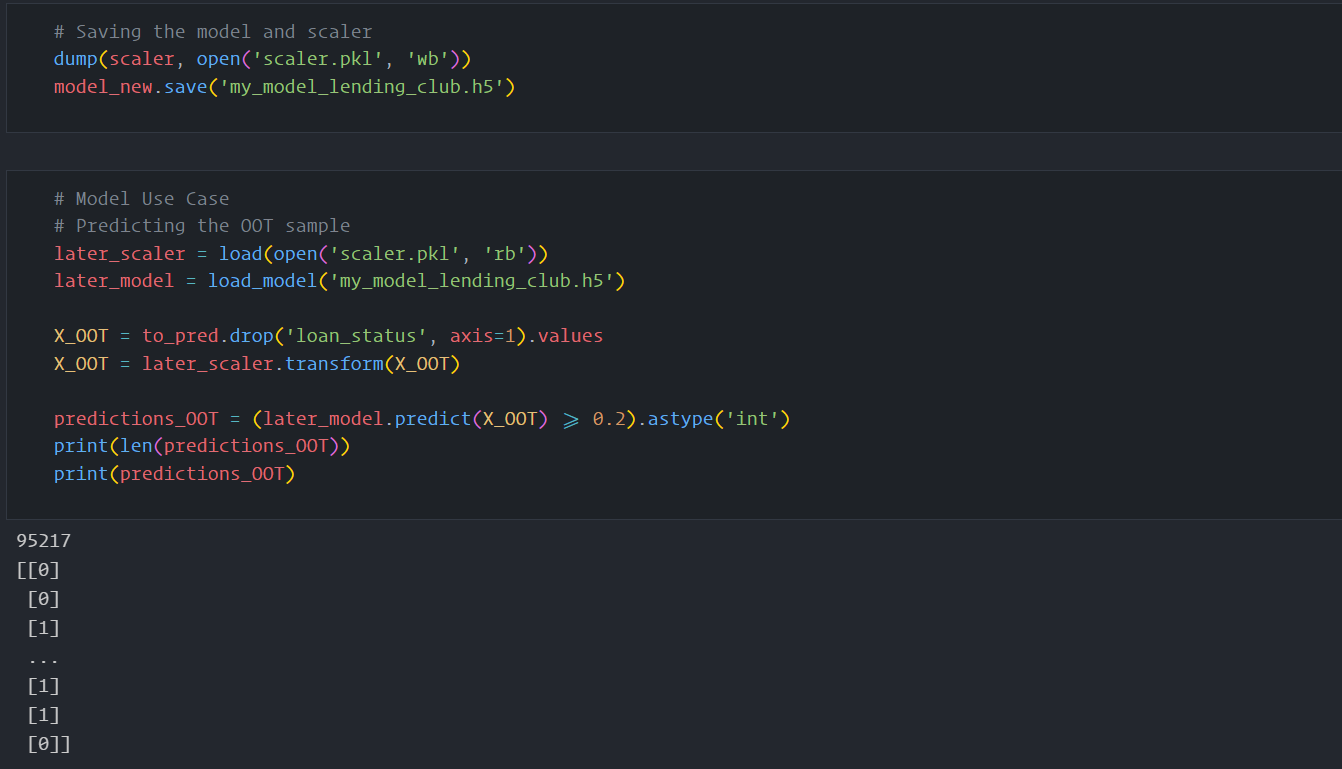 # Saving the model and scaler
dump(scaler, open('scaler.pkl', 'wb'))
model_new.save('my_model_lending_club.h5')
# Model Use Case
# Predicting the OOT sample
later_scaler = load(open('scaler.pkl', 'rb'))
later_model = load_model('my_model_lending_club.h5')
X_OOT = to_pred.drop('loan_status', axis=1).values
X_OOT = later_scaler.transform(X_OOT)
predictions_OOT = (later_model.predict(X_OOT) ⩾ 0.2).astype('int')
print(len(predictions_OOT))
print(predictions_OOT)
95217
[[0]
[0]
[1]
...
[1]
[1]
[0]]